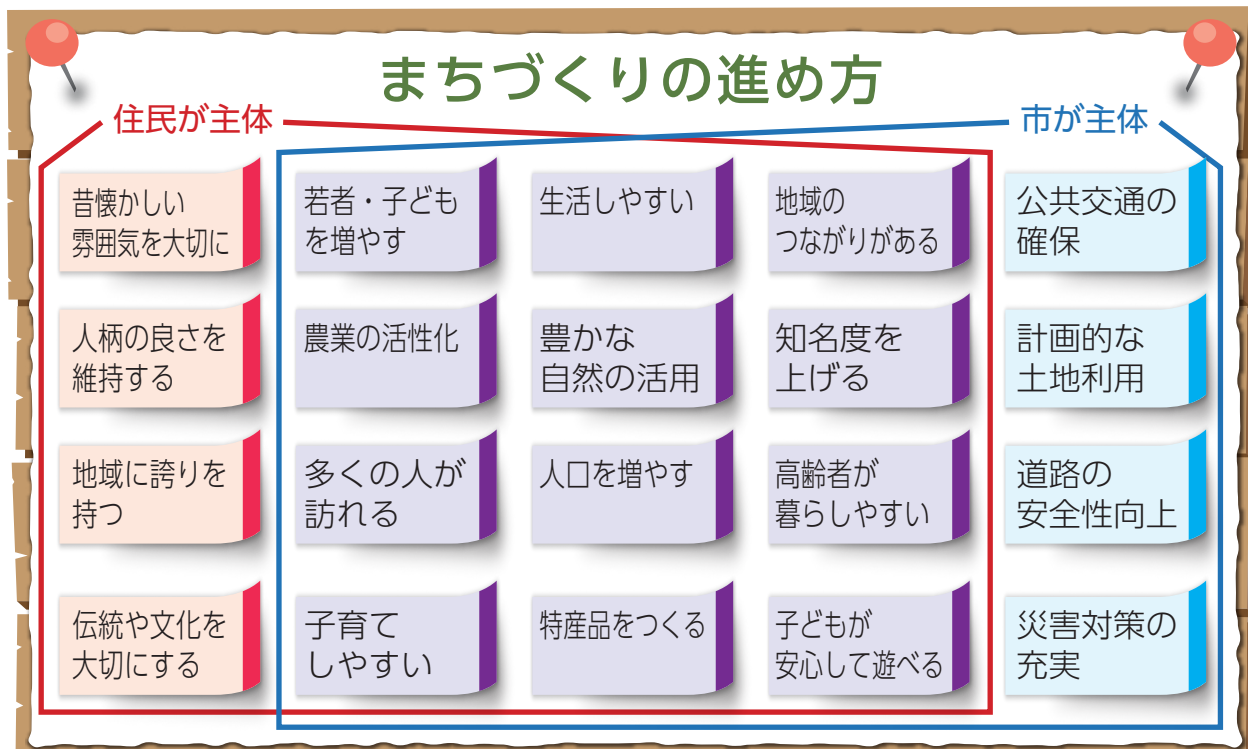 まちづくりの進め方
住民が主体
市が主体
昔懐かしい
雰囲気を大切に
若者・子ども
を増やす
生活しやすい
地域の
つながりがある
公共交通の
確保
人柄の良さを
維持する
農業の活性化
豊かな
自然の活用
知名度を
上げる
計画的な
土地利用
地域に誇りを
持つ
多くの人が
訪れる
人口を増やす
高齢者が
暮らしやすい
道路の
安全性向上
伝統や文化を
大切にする
子育て
しやすい
特産品をつくる
子どもが
安心して遊べる
災害対策の
充実